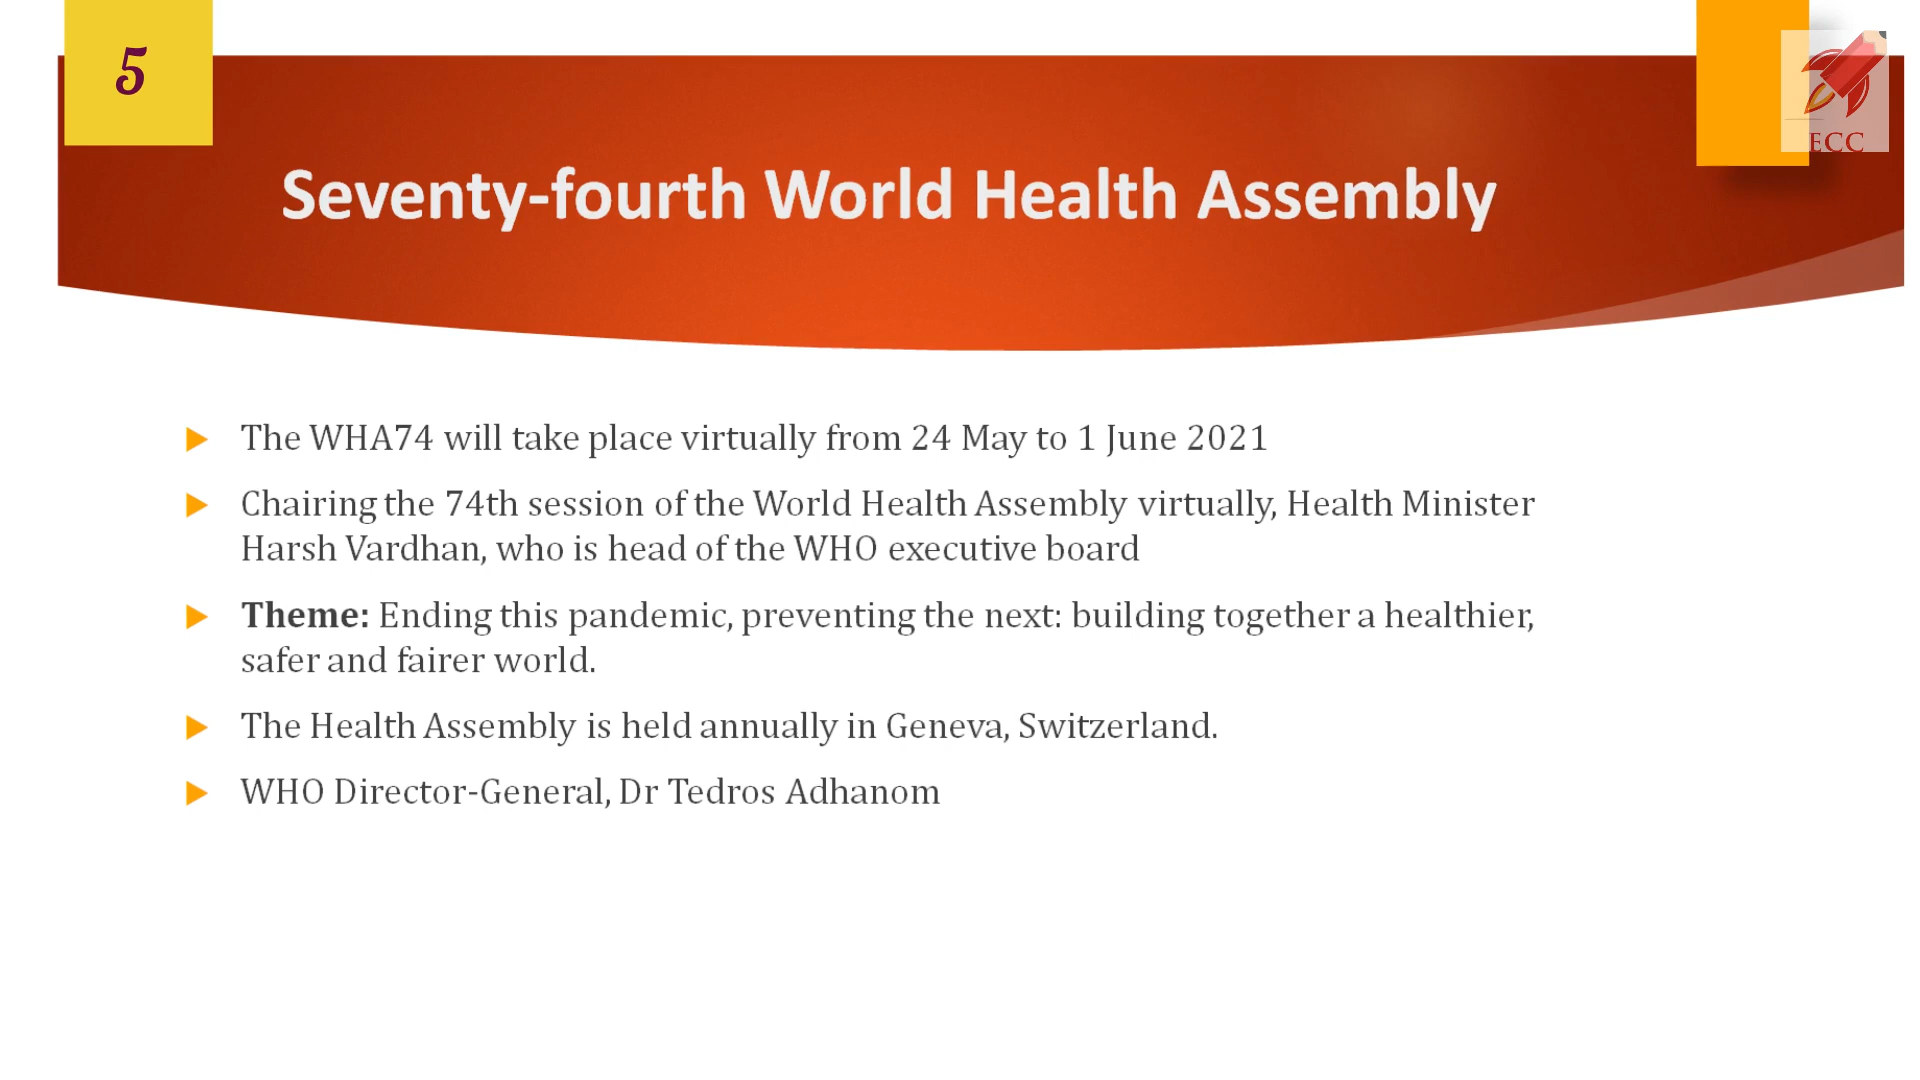 5
ECC
Seventy-fourth World Health Assembly
The WHA74 will take place virtually from 24 May to 1 June 2021
Chairing the 74th session of the World Health Assembly virtually, Health Minister
Harsh Vardhan, who is head of the WHO executive board
Theme: Ending this pandemic, preventing the next: building together a healthier,
safer and fairer world.
The Health Assembly is held annually in Geneva, Switzerland.
WHO Director-General, Dr Tedros Adhanom